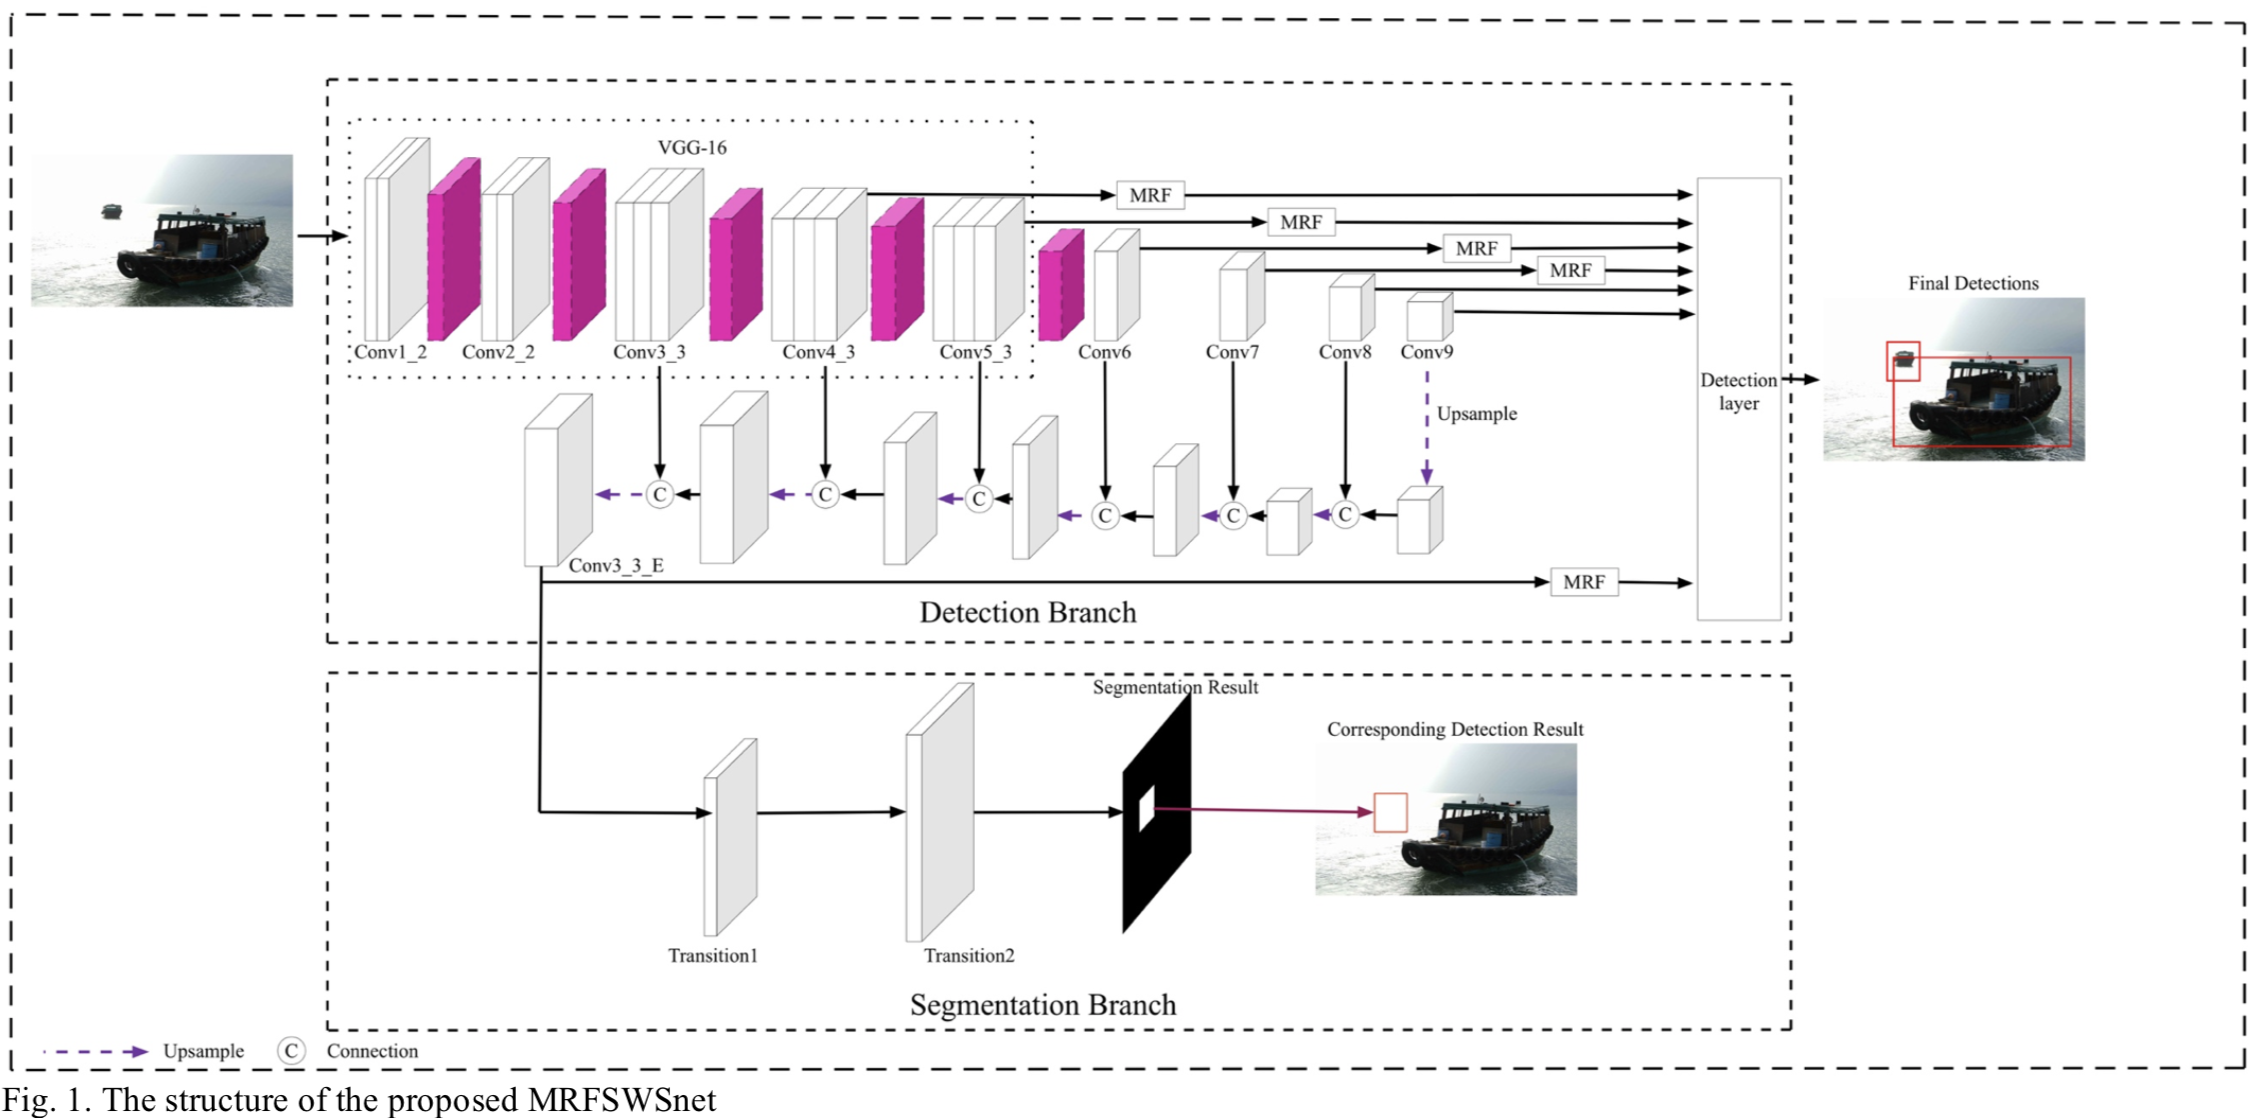 VGG-16
MRF
MRF
MRF
MRF
Conv1_2
Conv2_2
Conv3_3
Conv4_3
Conv5_3
Conv6
Conv7
Conv8
Conv9
Upsample
Detection
layer
Final Detections
C
C
C
C
C
C
Conv3_3_E
MRF
Detection Branch
Segmentation Result
Corresponding Detection Result
Transition1
Transition2
Segmentation Branch
Upsample
C
Connection
Fig. 1. The structure of the proposed MRFSWSnet